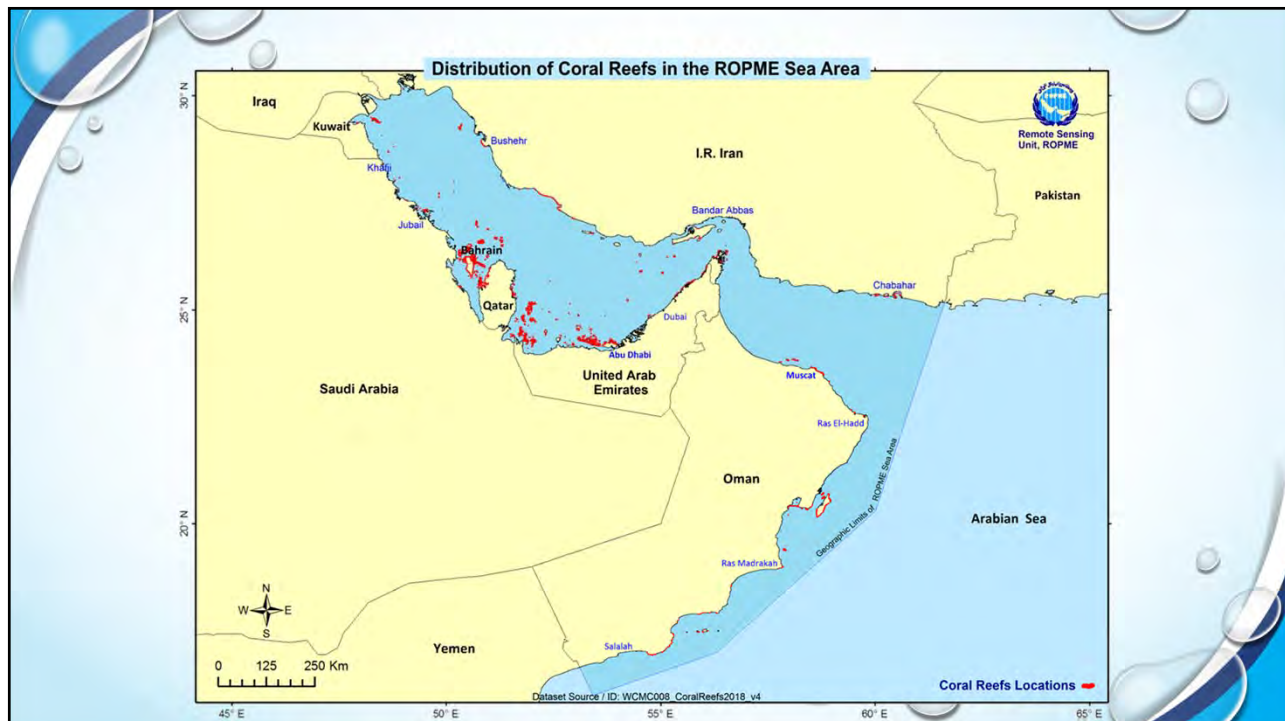 Distribution of Coral Reefs in the ROPME Sea Area
30° N
25° N
20° N
Iraq
Kuwait
Khafji
Bushehr
I.R. Iran
Remote Sensing
Unit, ROPME
Pakistan
Jubail
Bandar Abbas
Bahrain
Qatar
Chabahar
Dubai
Abu Dhabi
United Arab
Emirates
Muscat
Saudi Arabia
Ras El-Hadd
Oman
Geographic Limits of ROPME Sea Area
Arabian Sea
Ras Madrakah
N
W E
S
Yemen
Salalah
0 125 250 Km
Dataset Source / ID: WCMC008_CoralReefs2018_v4
Coral Reefs Locations
45° E
50° E
55° E
60° E
65° E